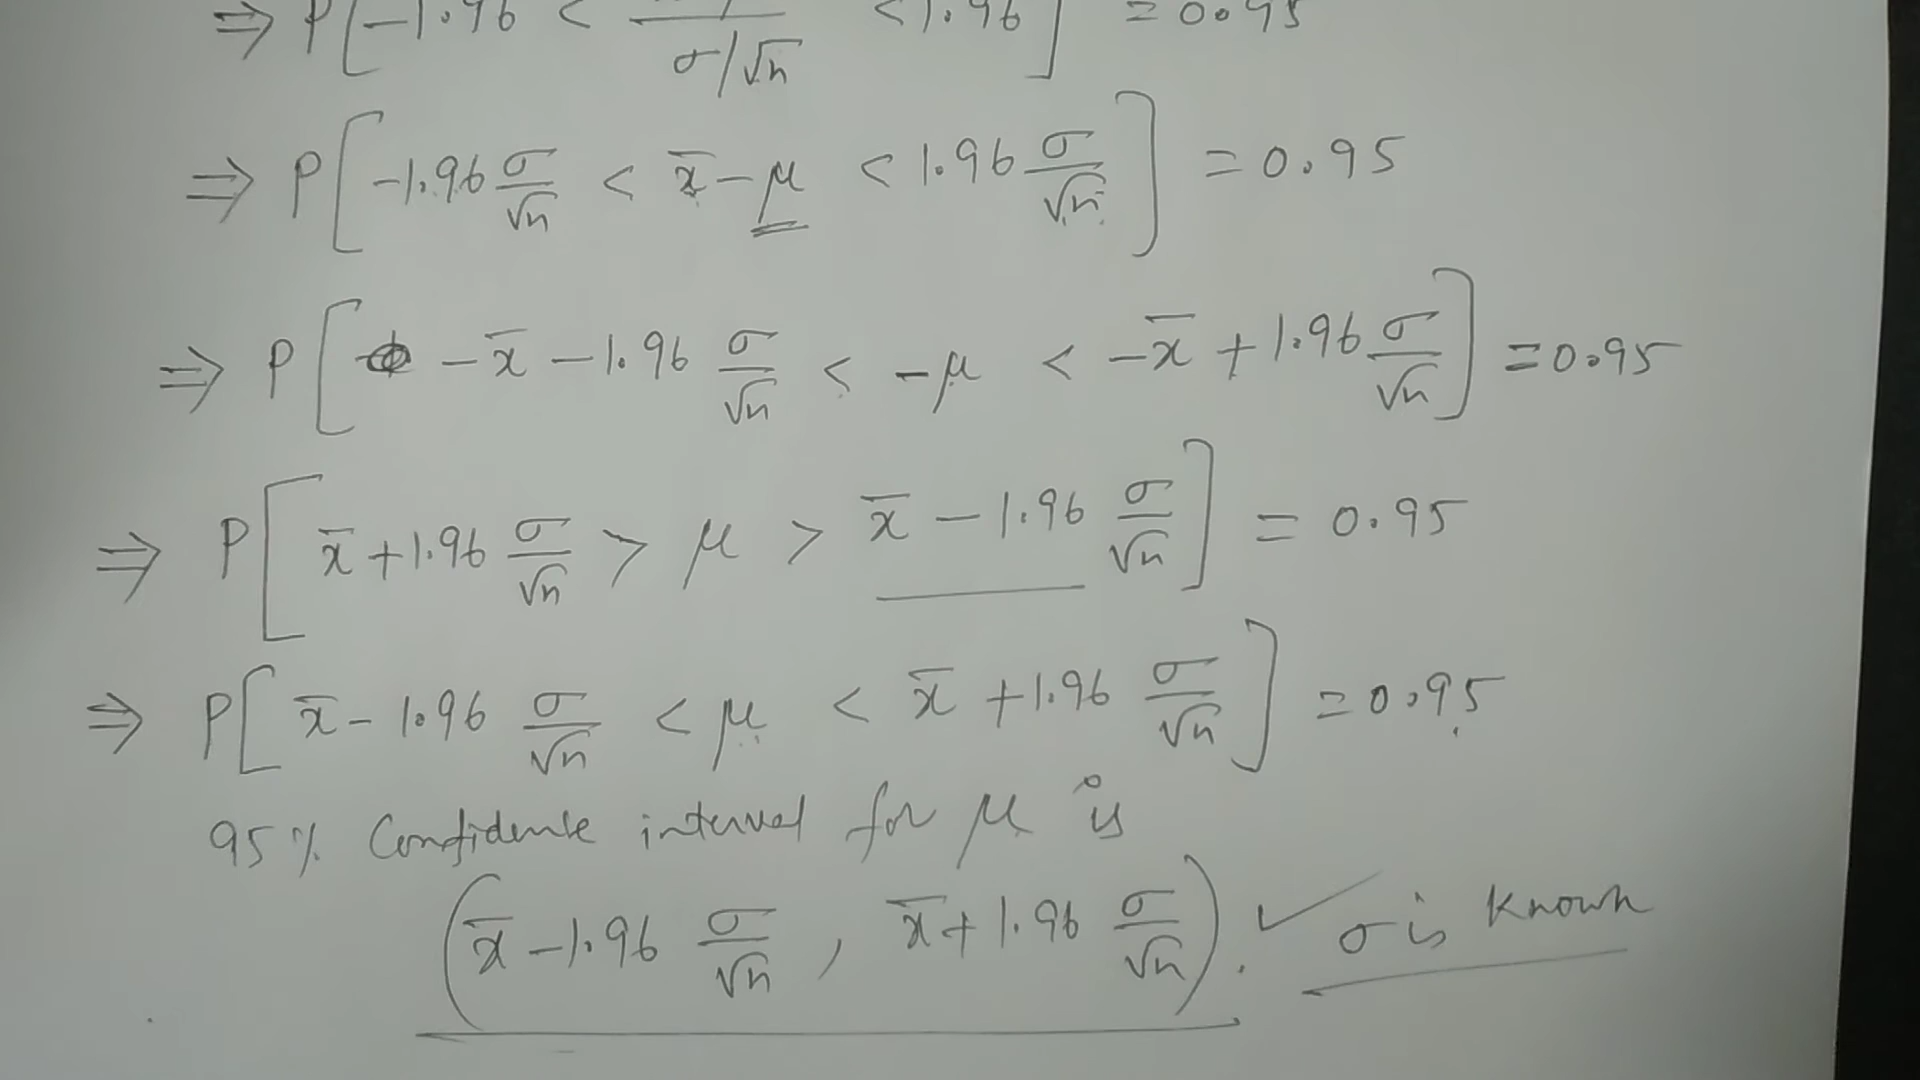 ⇒ P[-1.96 < / σ/√n < 1.96] = 0.95
⇒ P[-1.96 σ/√n < x̄ - μ < 1.96 σ/√n] = 0.95
⇒ P[ - x̄ - 1.96 σ/√n < -μ < -x̄ + 1.96 σ/√n] = 0.95
⇒ P[x̄ + 1.96 σ/√n > μ > x̄ - 1.96 σ/√n] = 0.95
⇒ P[x̄ - 1.96 σ/√n < μ < x̄ + 1.96 σ/√n] = 0.95
95% Confidence interval for μ is
(x̄ - 1.96 σ/√n, x̄ + 1.96 σ/√n). ✓ σ is known